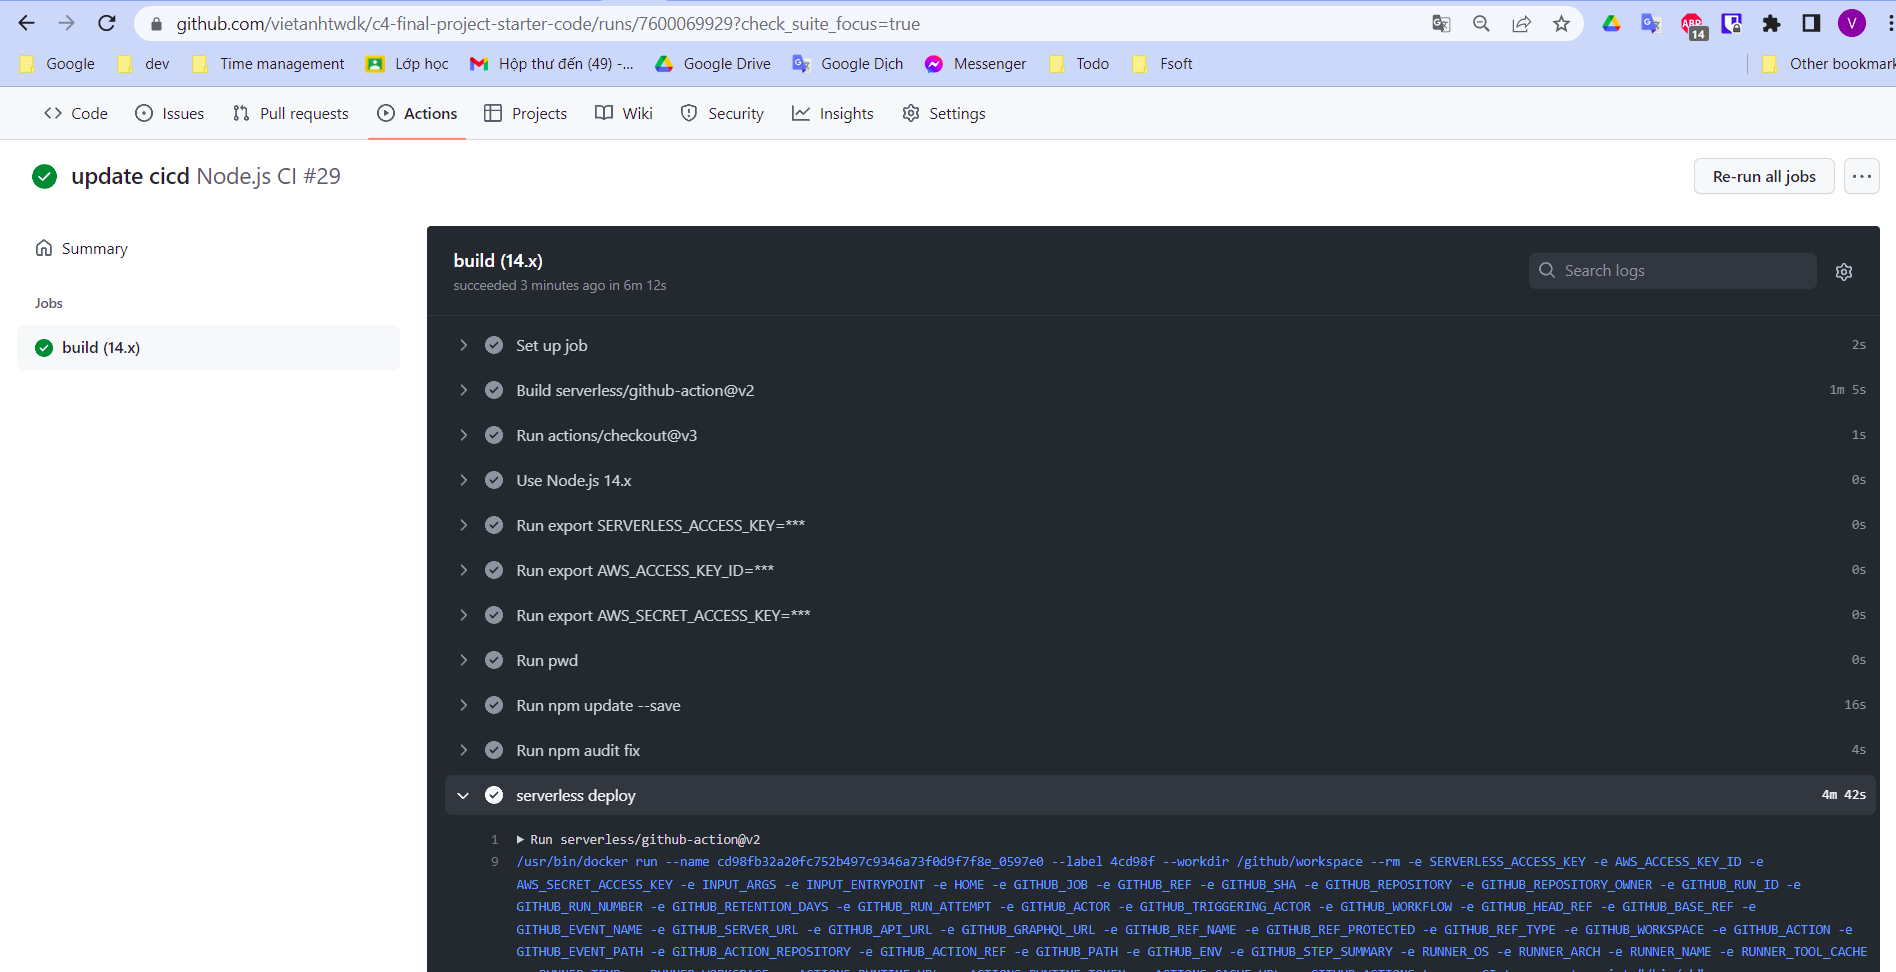 github.com/vietanhtwdk/c4-final-project-starter-code/runs/7600069929?check_suite_focus=true
ABP 14 V
Google dev Time management Lớp học Hộp thư đến (49) -... Google Drive Google Dịch Messenger Todo Fsoft Other bookmark
Code Issues Pull requests Actions Projects Wiki Security Insights Settings
update cicd Node.js CI #29
Re-run all jobs
Summary
Jobs
build (14.x)
build (14.x)
succeeded 3 minutes ago in 6m 12s
Search logs
Set up job 2s
Build serverless/github-action@v2 1m 5s
Run actions/checkout@v3 1s
Use Node.js 14.x 0s
Run export SERVERLESS_ACCESS_KEY=*** 0s
Run export AWS_ACCESS_KEY_ID=*** 0s
Run export AWS_SECRET_ACCESS_KEY=*** 0s
Run pwd 0s
Run npm update --save 16s
Run npm audit fix 4s
serverless deploy 4m 42s
1 Run serverless/github-action@v2
9 /usr/bin/docker run --name cd98fb32a20fc752b497c9346a73f0d9f7f8e_0597e0 --label 4cd98f --workdir /github/workspace --rm -e SERVERLESS_ACCESS_KEY -e AWS_ACCESS_KEY_ID -e
AWS_SECRET_ACCESS_KEY -e INPUT_ARGS -e INPUT_ENTRYPOINT -e HOME -e GITHUB_JOB -e GITHUB_REF -e GITHUB_SHA -e GITHUB_REPOSITORY -e GITHUB_REPOSITORY_OWNER -e GITHUB_RUN_ID -e
GITHUB_RUN_NUMBER -e GITHUB_RETENTION_DAYS -e GITHUB_RUN_ATTEMPT -e GITHUB_ACTOR -e GITHUB_TRIGGERING_ACTOR -e GITHUB_WORKFLOW -e GITHUB_HEAD_REF -e GITHUB_BASE_REF -e
GITHUB_EVENT_NAME -e GITHUB_SERVER_URL -e GITHUB_API_URL -e GITHUB_GRAPHQL_URL -e GITHUB_REF_NAME -e GITHUB_REF_PROTECTED -e GITHUB_REF_TYPE -e GITHUB_WORKSPACE -e GITHUB_ACTION -e
GITHUB_EVENT_PATH -e GITHUB_ACTION_REPOSITORY -e GITHUB_ACTION_REF -e GITHUB_PATH -e GITHUB_ENV -e GITHUB_STEP_SUMMARY -e RUNNER_OS -e RUNNER_ARCH -e RUNNER_NAME -e RUNNER_TOOL_CACHE